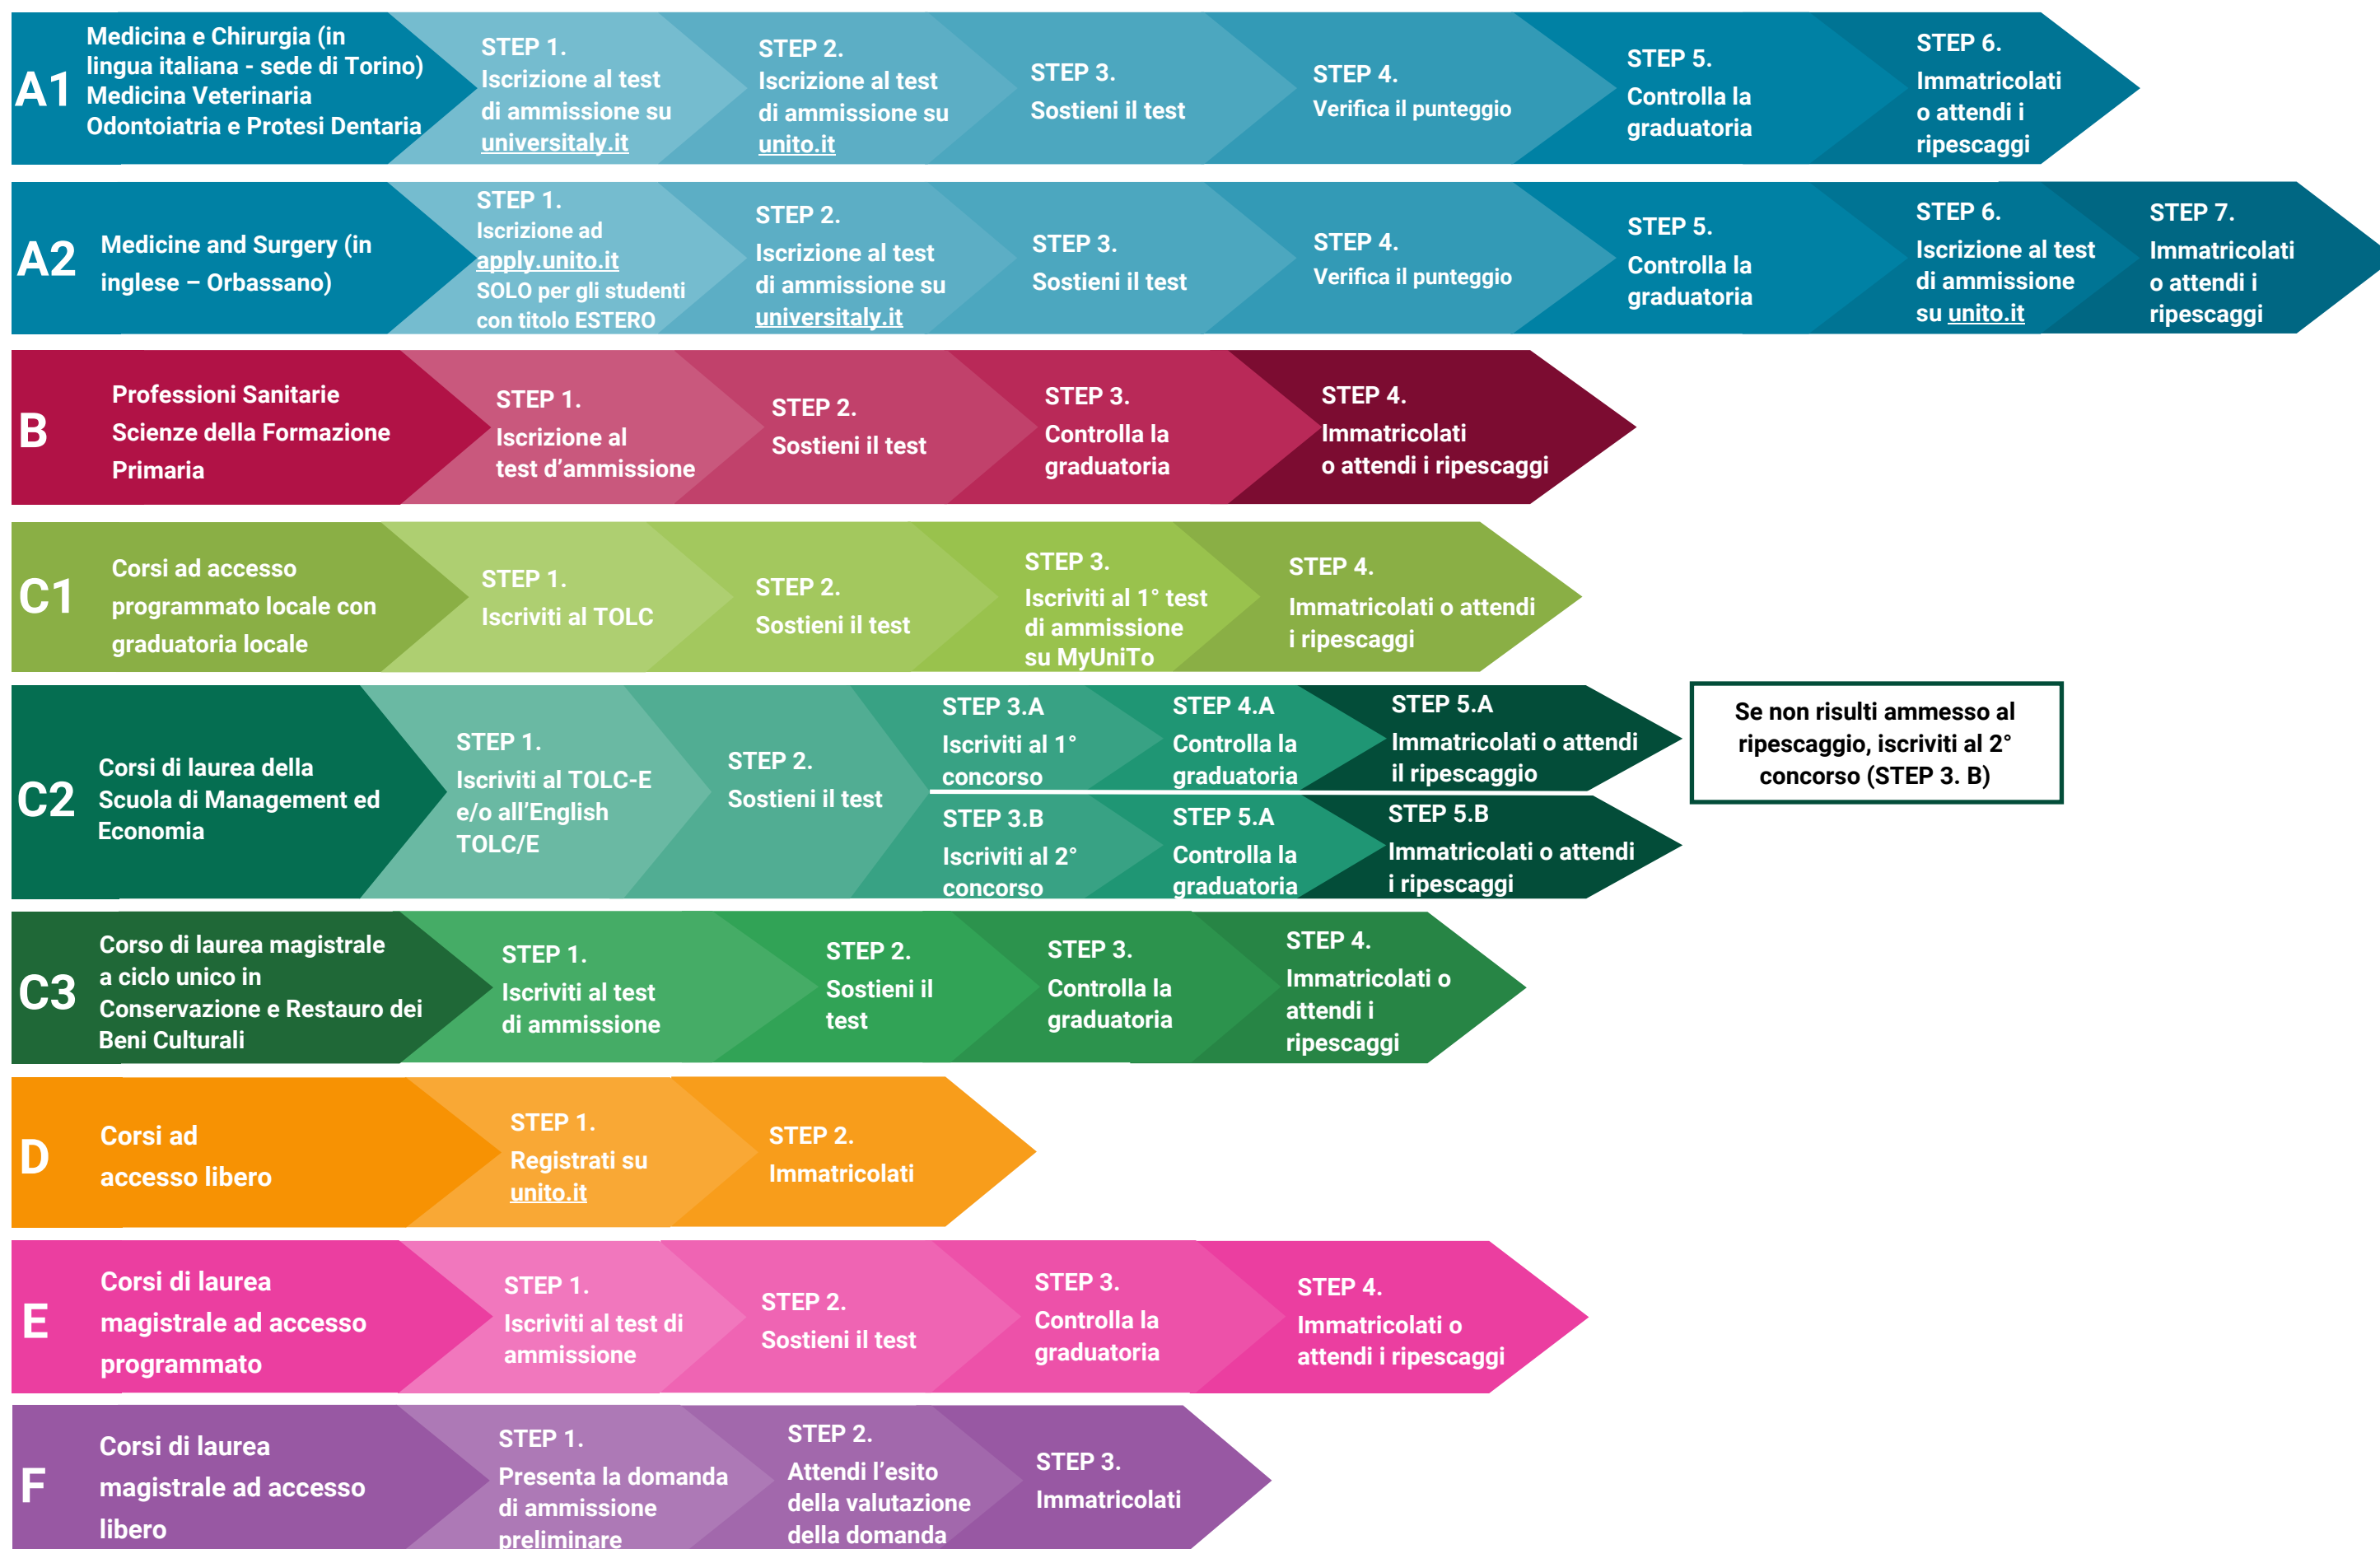 A1
Medicina e Chirurgia (in
lingua italiana - sede di Torino)
Medicina Veterinaria
Odontoiatria e Protesi Dentaria
STEP 1.
Iscrizione al test
di ammissione su
universitaly.it
STEP 2.
Iscrizione al test
di ammissione su
unito.it
STEP 3.
Sostieni il test
STEP 4.
Verifica il punteggio
STEP 5.
Controlla la
graduatoria
STEP 6.
Immatricolati
o attendi i
ripescaggi
A2
Medicine and Surgery (in
inglese – Orbassano)
STEP 1.
Iscrizione ad
apply.unito.it
SOLO per gli studenti
con titolo ESTERO
STEP 2.
Iscrizione al test
di ammissione su
universitaly.it
STEP 3.
Sostieni il test
STEP 4.
Verifica il punteggio
STEP 5.
Controlla la
graduatoria
STEP 6.
Iscrizione al test
di ammissione
su unito.it
STEP 7.
Immatricolati
o attendi i
ripescaggi
B
Professioni Sanitarie
Scienze della Formazione
Primaria
STEP 1.
Iscrizione al
test d’ammissione
STEP 2.
Sostieni il test
STEP 3.
Controlla la
graduatoria
STEP 4.
Immatricolati
o attendi i ripescaggi
C1
Corsi ad accesso
programmato locale con
graduatoria locale
STEP 1.
Iscriviti al TOLC
STEP 2.
Sostieni il test
STEP 3.
Iscriviti al 1° test
di ammissione
su MyUniTo
STEP 4.
Immatricolati o attendi
i ripescaggi
C2
Corsi di laurea della
Scuola di Management ed
Economia
STEP 1.
Iscriviti al TOLC-E
e/o all’English
TOLC/E
STEP 2.
Sostieni il test
STEP 3.A
Iscriviti al 1°
concorso
STEP 4.A
Controlla la
graduatoria
STEP 5.A
Immatricolati o attendi
il ripescaggio
Se non risulti ammesso al
ripescaggio, iscriviti al 2°
concorso (STEP 3. B)
STEP 3.B
Iscriviti al 2°
concorso
STEP 5.A
Controlla la
graduatoria
STEP 5.B
Immatricolati o attendi
i ripescaggi
C3
Corso di laurea magistrale
a ciclo unico in
Conservazione e Restauro dei
Beni Culturali
STEP 1.
Iscriviti al test
di ammissione
STEP 2.
Sostieni il
test
STEP 3.
Controlla la
graduatoria
STEP 4.
Immatricolati o
attendi i
ripescaggi
D
Corsi ad
accesso libero
STEP 1.
Registrati su
unito.it
STEP 2.
Immatricolati
E
Corsi di laurea
magistrale ad accesso
programmato
STEP 1.
Iscriviti al test di
ammissione
STEP 2.
Sostieni il test
STEP 3.
Controlla la
graduatoria
STEP 4.
Immatricolati o
attendi i ripescaggi
F
Corsi di laurea
magistrale ad accesso
libero
STEP 1.
Presenta la domanda
di ammissione
preliminare
STEP 2.
Attendi l’esito
della valutazione
della domanda
STEP 3.
Immatricolati